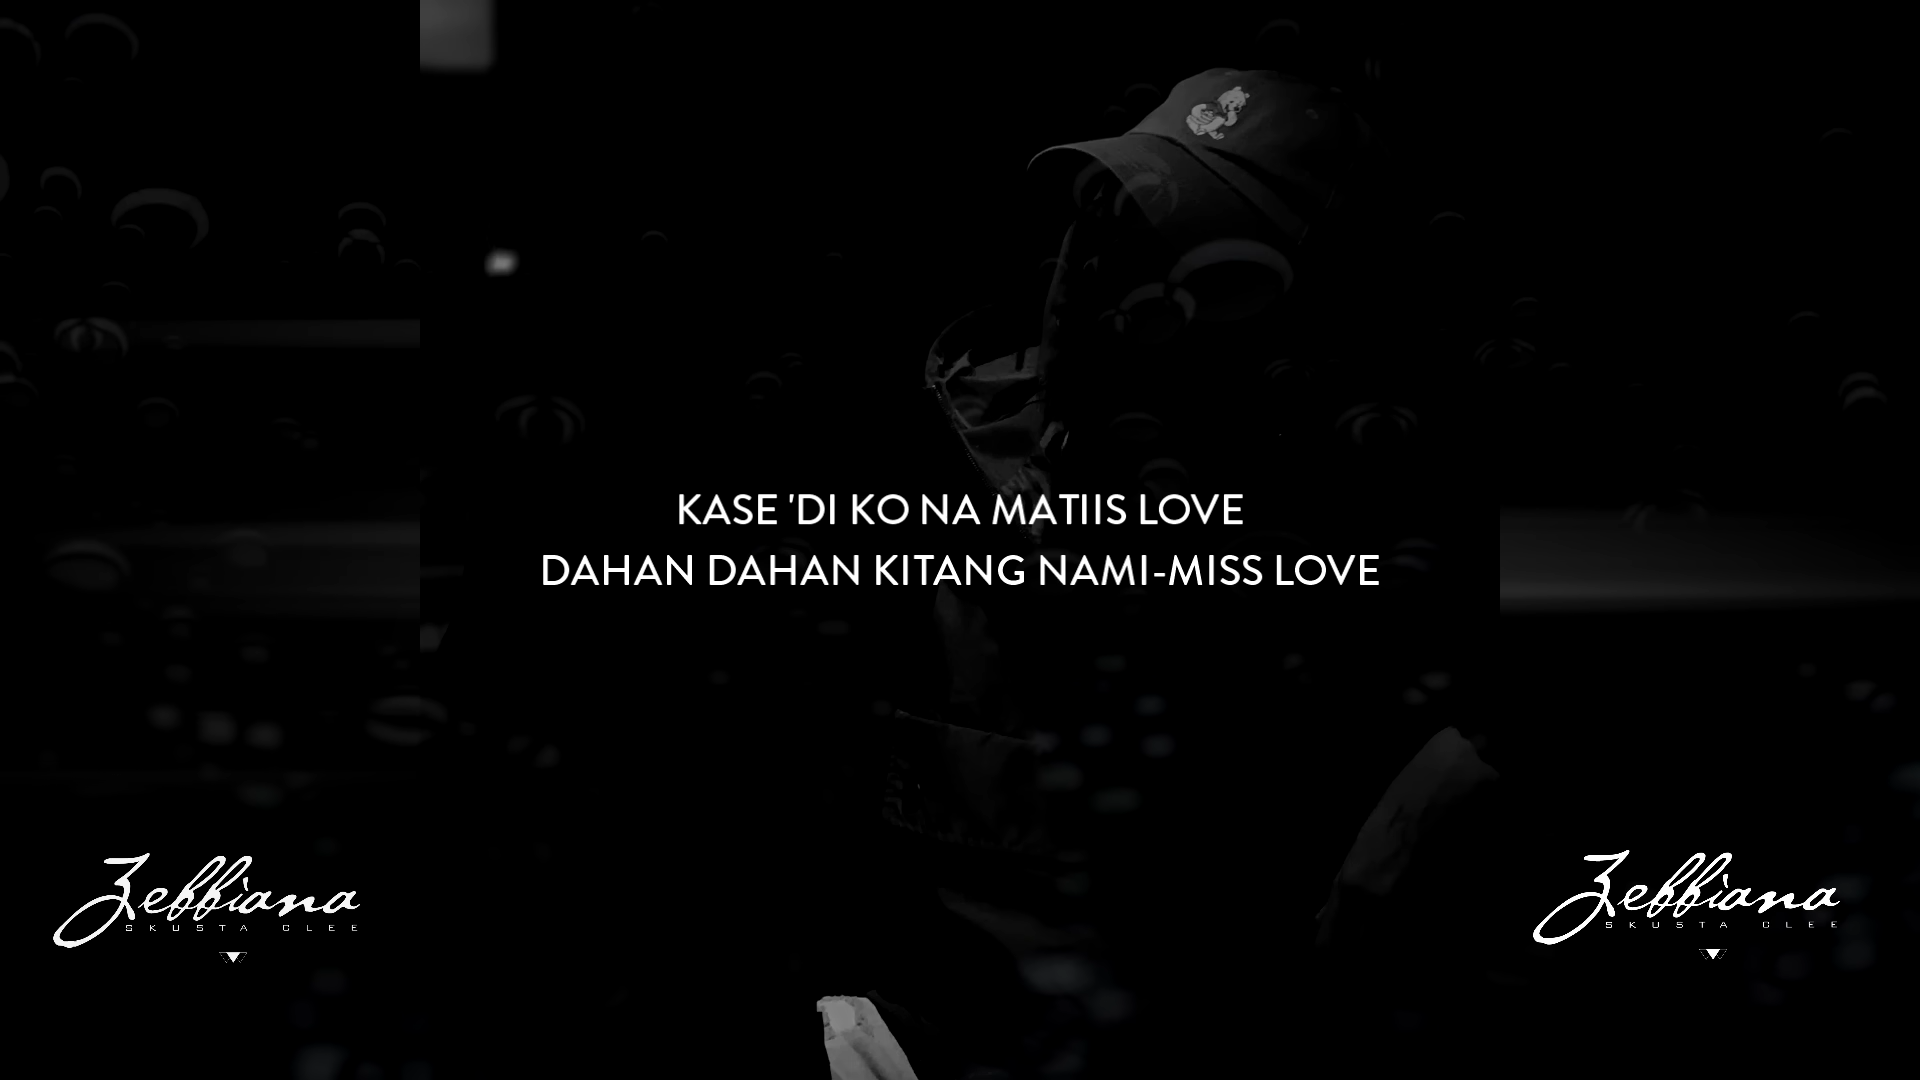 KASE 'DI KO NA MATIIS LOVE
DAHAN DAHAN KITANG NAMI-MISS LOVE
Zebbiana
SKUSTA CLEE
Zebbiana
SKUSTA CLEE